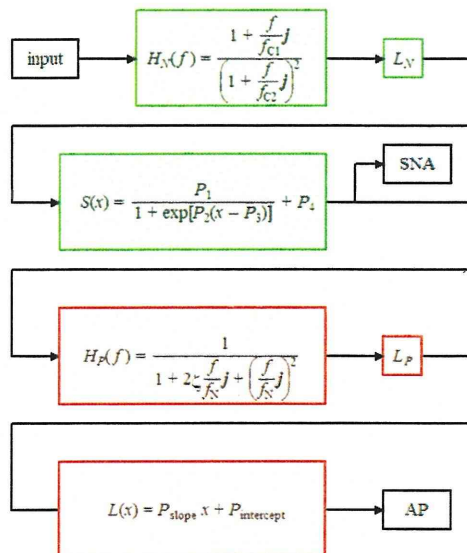 input
H_N(f) = (1 + (f/f_C1) j) / (1 + (f/f_C2) j)^2
L_N
SNA
S(x) = P_1 / (1 + exp[P_2(x − P_3)]) + P_4
H_P(f) = 1 / (1 + 2ζ (f/f_N) j + ((f/f_N) j)^2)
L_P
L(x) = P_slope x + P_intercept
AP